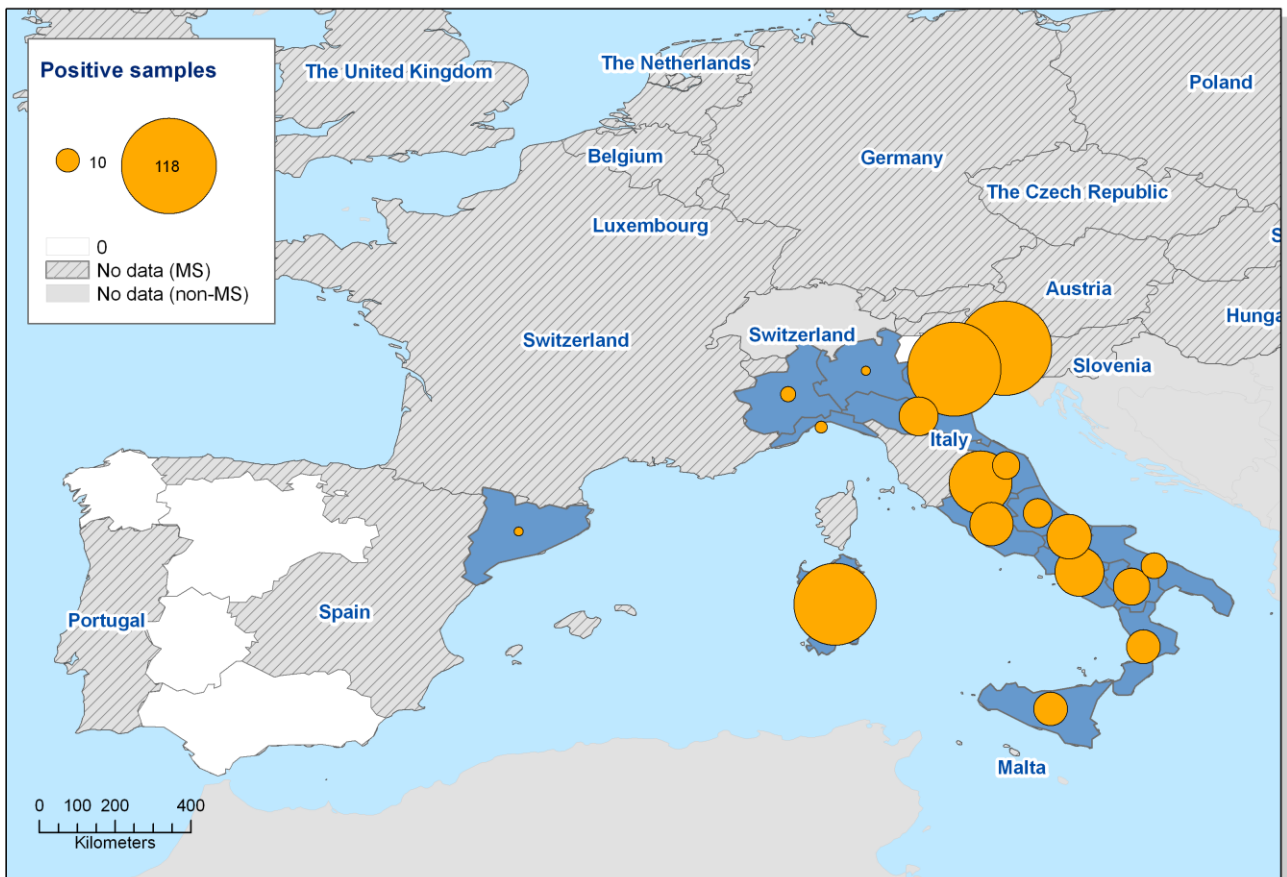 Positive samples
10
118
0
No data (MS)
No data (non-MS)
The United Kingdom
The Netherlands
Poland
Belgium
Germany
The Czech Republic
Luxembourg
S
Austria
Hunga
Switzerland
Switzerland
Slovenia
Italy
Portugal
Spain
Malta
0 100 200 400
Kilometers